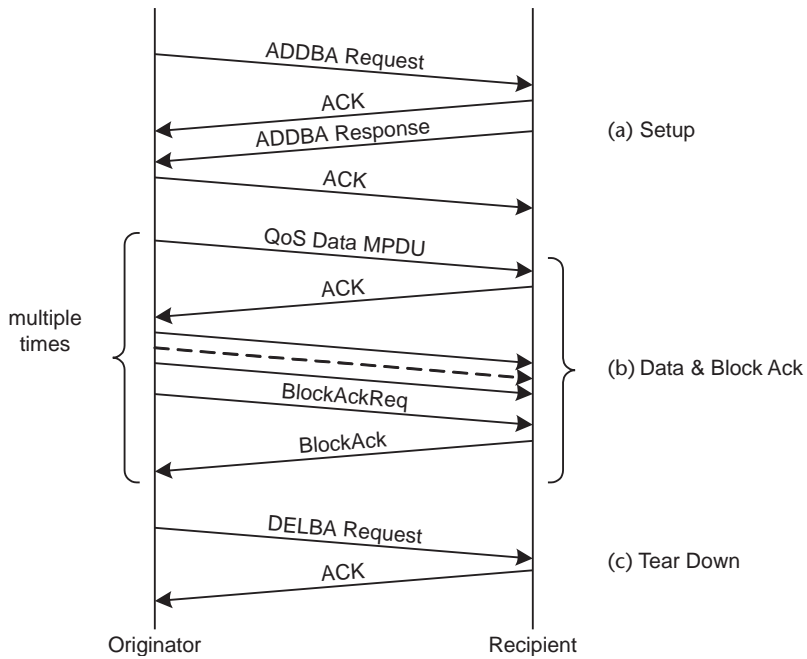 ADDBA Request
ACK
ADDBA Response
(a) Setup
ACK
QoS Data MPDU
ACK
multiple
times
(b) Data & Block Ack
BlockAckReq
BlockAck
DELBA Request
(c) Tear Down
ACK
Originator
Recipient